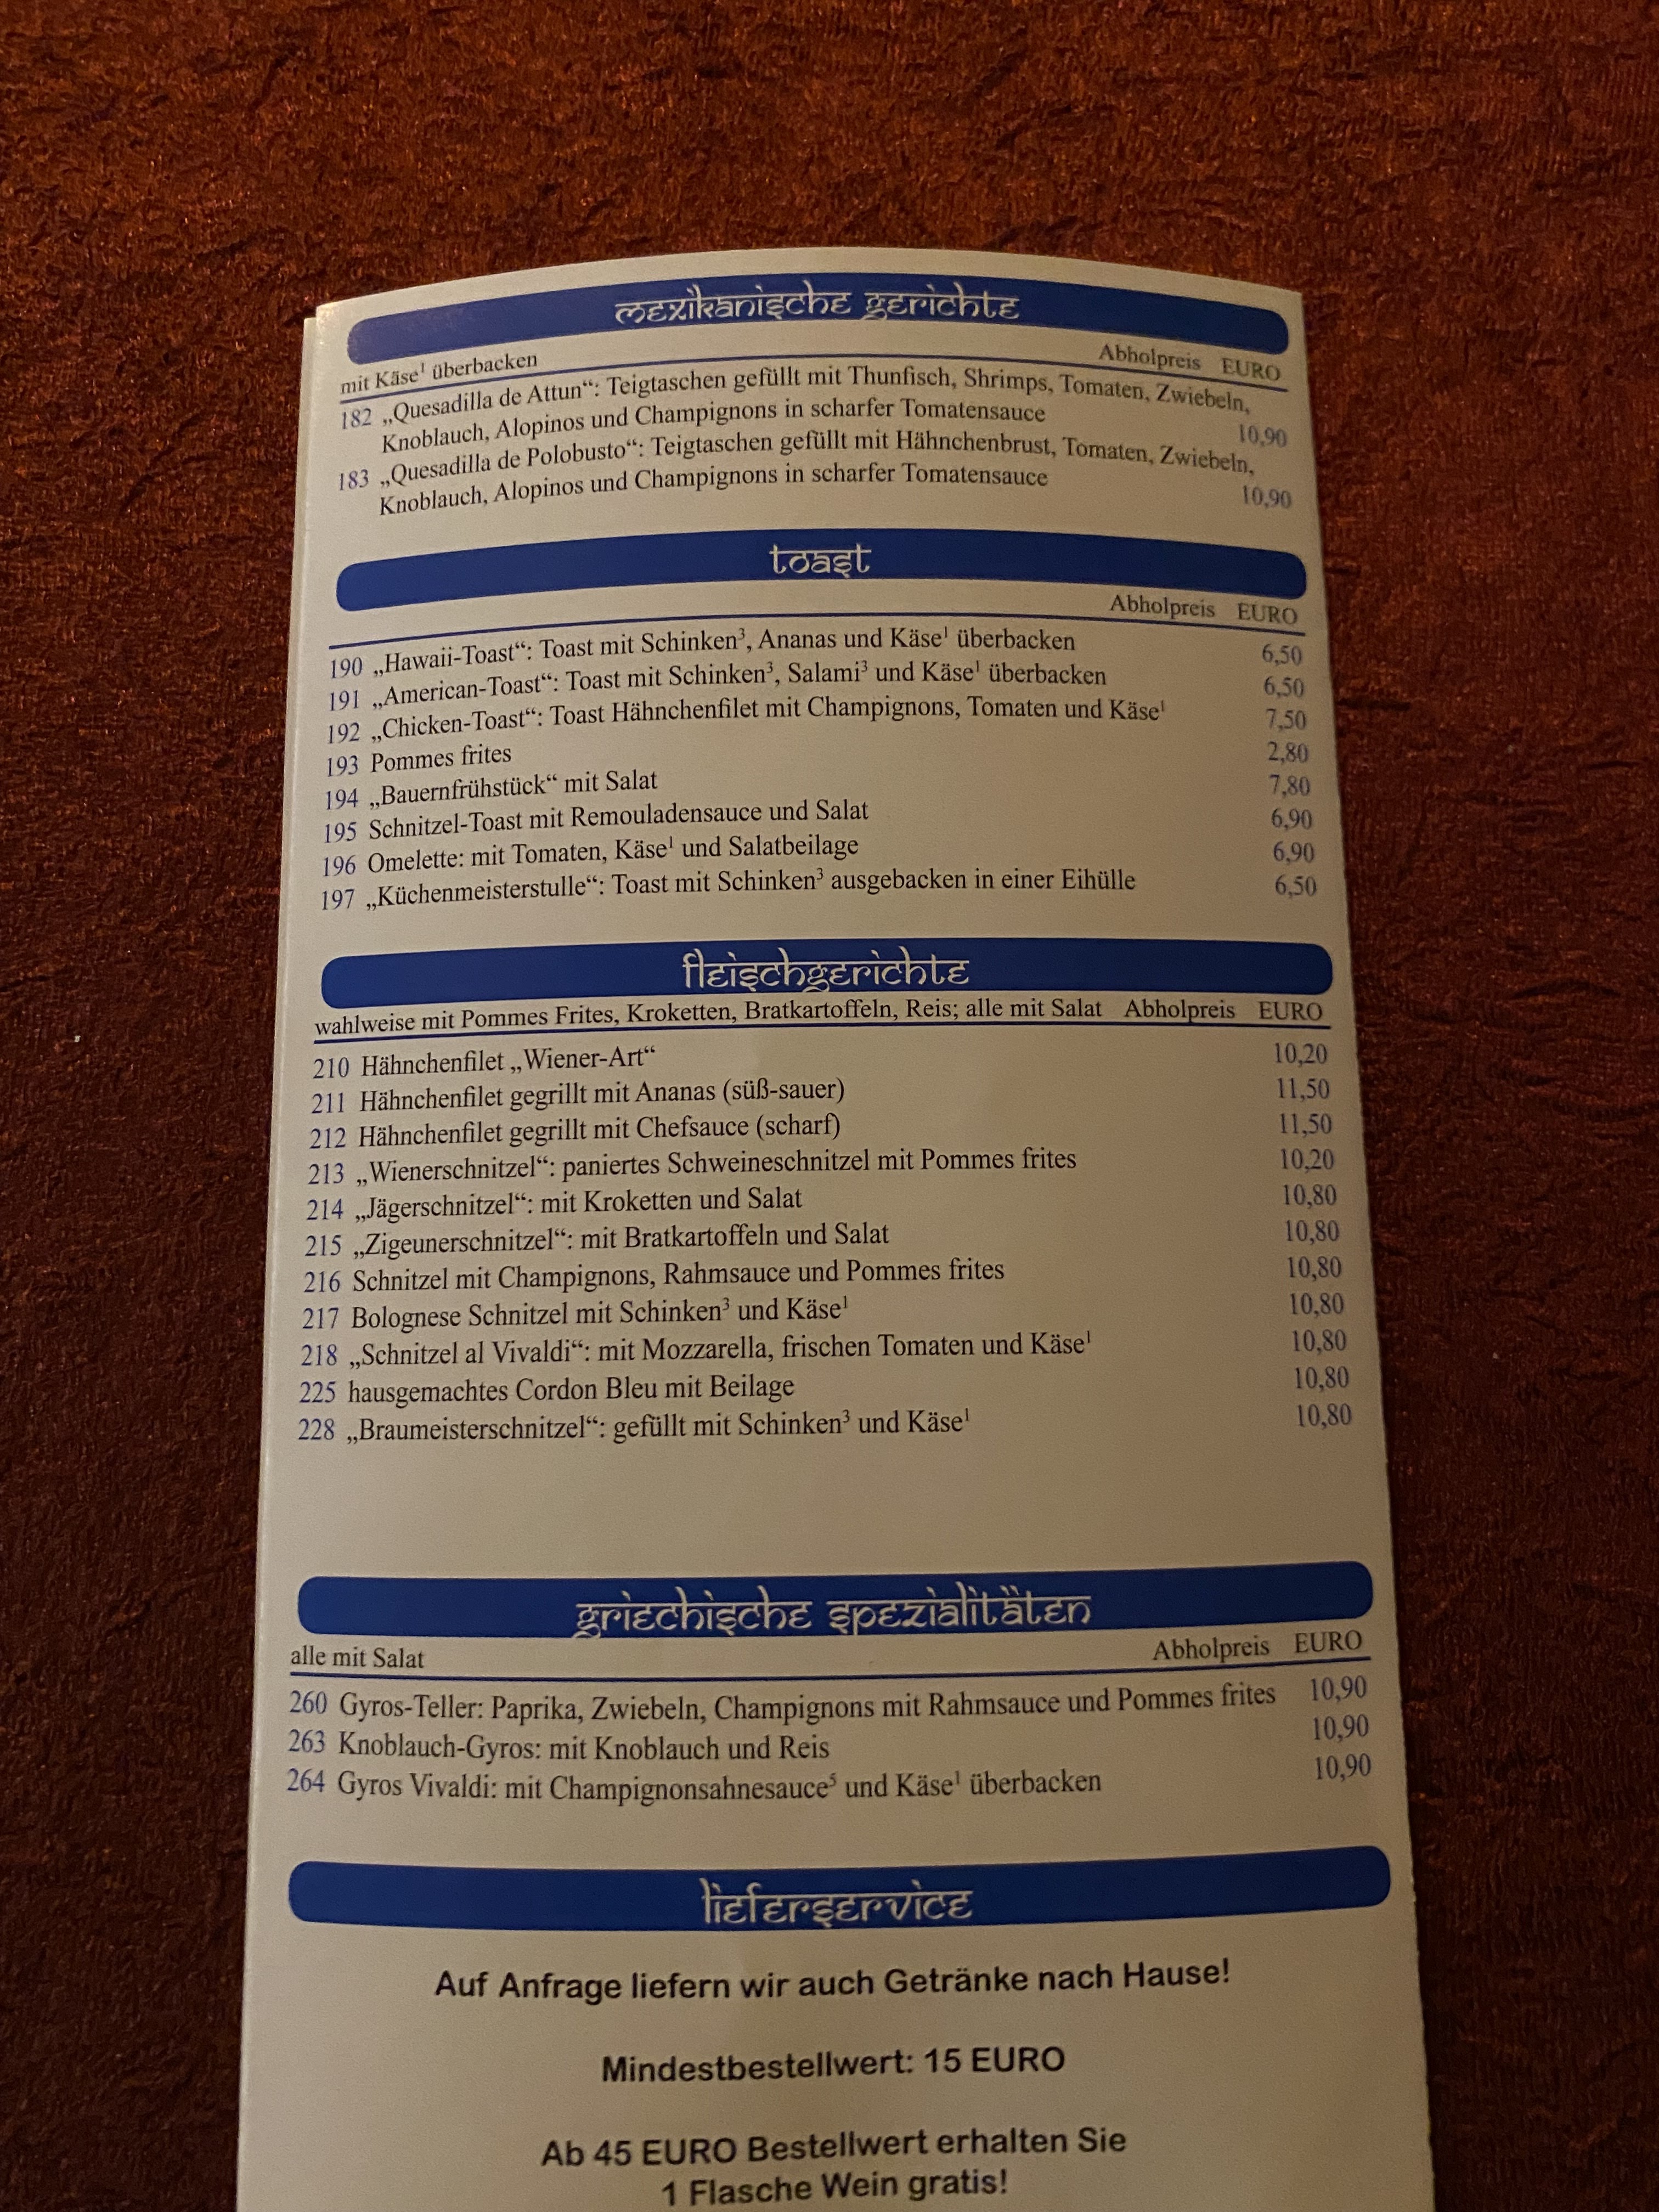 mexikanische gerichte
mit Käse¹ überbacken Abholpreis EURO
182 „Quesadilla de Attun“: Teigtaschen gefüllt mit Thunfisch, Shrimps, Tomaten, Zwiebeln,
Knoblauch, Alopinos und Champignons in scharfer Tomatensauce 10,90
183 „Quesadilla de Polobusto“: Teigtaschen gefüllt mit Hähnchenbrust, Tomaten, Zwiebeln,
Knoblauch, Alopinos und Champignons in scharfer Tomatensauce 10,90
toast
Abholpreis EURO
190 „Hawaii-Toast“: Toast mit Schinken³, Ananas und Käse¹ überbacken 6,50
191 „American-Toast“: Toast mit Schinken³, Salami³ und Käse¹ überbacken 6,50
192 „Chicken-Toast“: Toast Hähnchenfilet mit Champignons, Tomaten und Käse¹ 7,50
193 Pommes frites 2,80
194 „Bauernfrühstück“ mit Salat 7,80
195 Schnitzel-Toast mit Remouladensauce und Salat 6,90
196 Omelette: mit Tomaten, Käse¹ und Salatbeilage 6,90
197 „Küchenmeisterstulle“: Toast mit Schinken³ ausgebacken in einer Eihülle 6,50
fleischgerichte
wahlweise mit Pommes Frites, Kroketten, Bratkartoffeln, Reis; alle mit Salat Abholpreis EURO
210 Hähnchenfilet „Wiener-Art“ 10,20
211 Hähnchenfilet gegrillt mit Ananas (süß-sauer) 11,50
212 Hähnchenfilet gegrillt mit Chefsauce (scharf) 11,50
213 „Wienerschnitzel“: paniertes Schweineschnitzel mit Pommes frites 10,20
214 „Jägerschnitzel“: mit Kroketten und Salat 10,80
215 „Zigeunerschnitzel“: mit Bratkartoffeln und Salat 10,80
216 Schnitzel mit Champignons, Rahmsauce und Pommes frites 10,80
217 Bolognese Schnitzel mit Schinken³ und Käse¹ 10,80
218 „Schnitzel al Vivaldi“: mit Mozzarella, frischen Tomaten und Käse¹ 10,80
225 hausgemachtes Cordon Bleu mit Beilage 10,80
228 „Braumeisterschnitzel“: gefüllt mit Schinken³ und Käse¹ 10,80
griechische spezialitäten
alle mit Salat Abholpreis EURO
260 Gyros-Teller: Paprika, Zwiebeln, Champignons mit Rahmsauce und Pommes frites 10,90
263 Knoblauch-Gyros: mit Knoblauch und Reis 10,90
264 Gyros Vivaldi: mit Champignonsahnesauce⁵ und Käse¹ überbacken 10,90
lieferservice
Auf Anfrage liefern wir auch Getränke nach Hause!
Mindestbestellwert: 15 EURO
Ab 45 EURO Bestellwert erhalten Sie
1 Flasche Wein gratis!